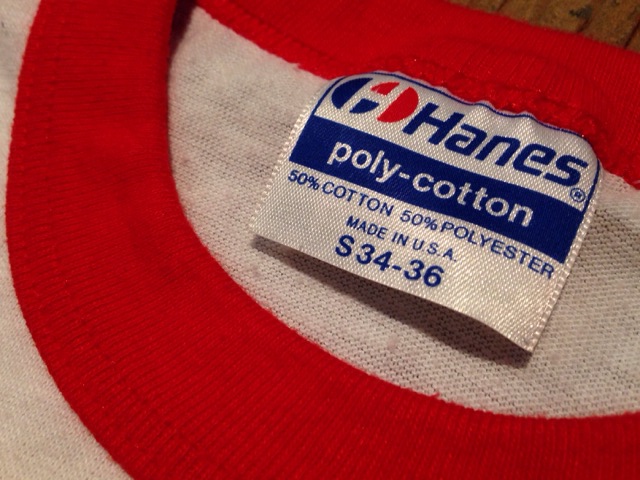 Hanes®
poly-cotton
50% COTTON 50% POLYESTER
MADE IN U.S.A.
S 34-36